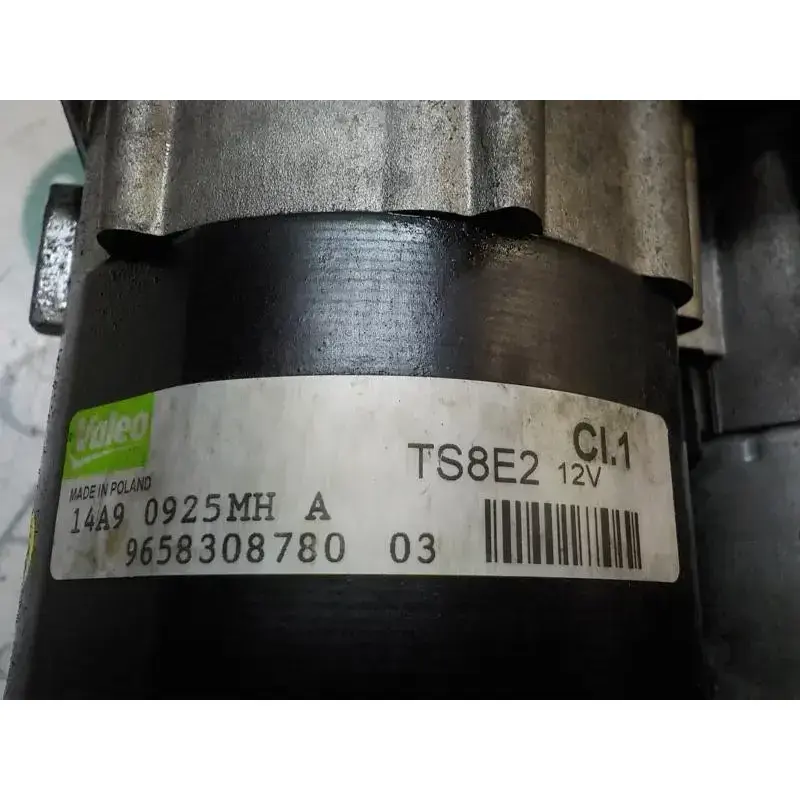 Valeo
MADE IN POLAND
TS8E2 12V Cl.1
14A9 0925MH A
9658308780 03